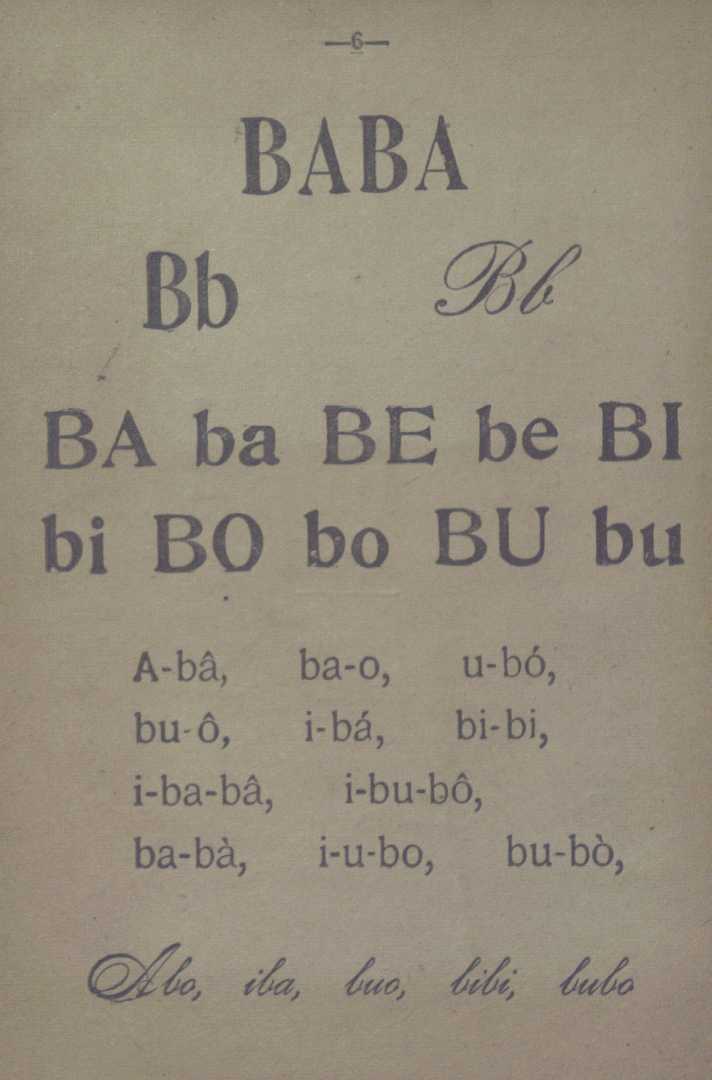 —6—
BABA
Bb Bb
BA ba BE be BI
bi BO bo BU bu
A-bâ, ba-o, u-bó,
bu-ô, i-bá, bi-bi,
i-ba-bâ, i-bu-bô,
ba-bà, i-u-bo, bu-bò,
Abo, iba, buo, bibi, bubo